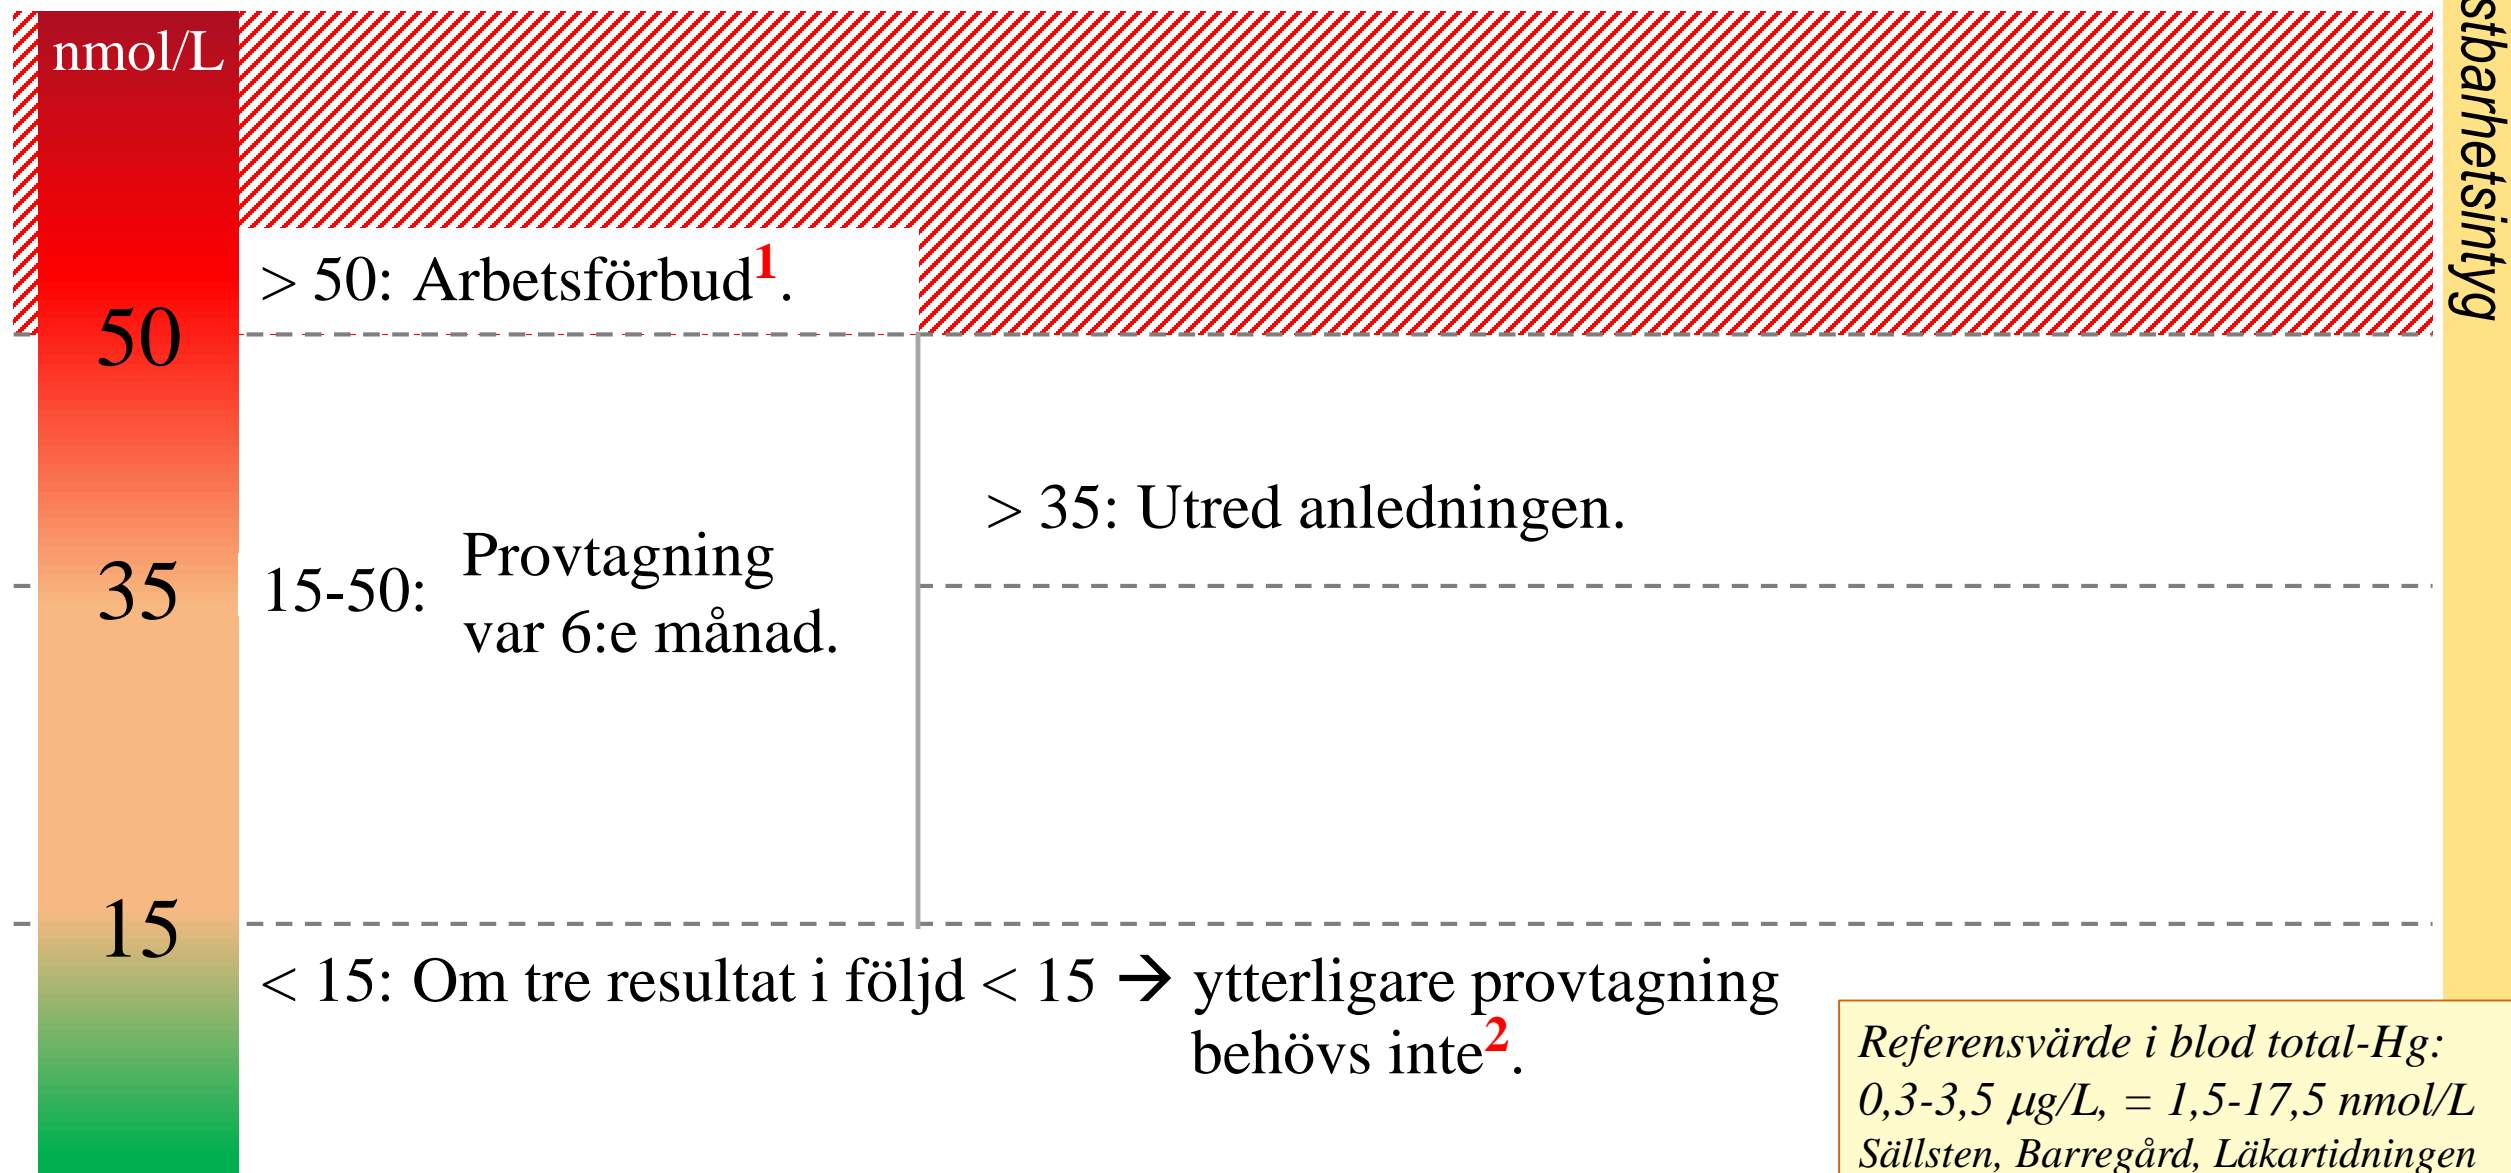 nmol/L
> 50: Arbetsförbud1.
50
> 35: Utred anledningen.
35
15-50:
Provtagning
var 6:e månad.
15
< 15: Om tre resultat i följd < 15 → ytterligare provtagning
behövs inte2.
Referensvärde i blod total-Hg:
0,3-3,5 µg/L, = 1,5-17,5 nmol/L
Sällsten, Barregård, Läkartidningen